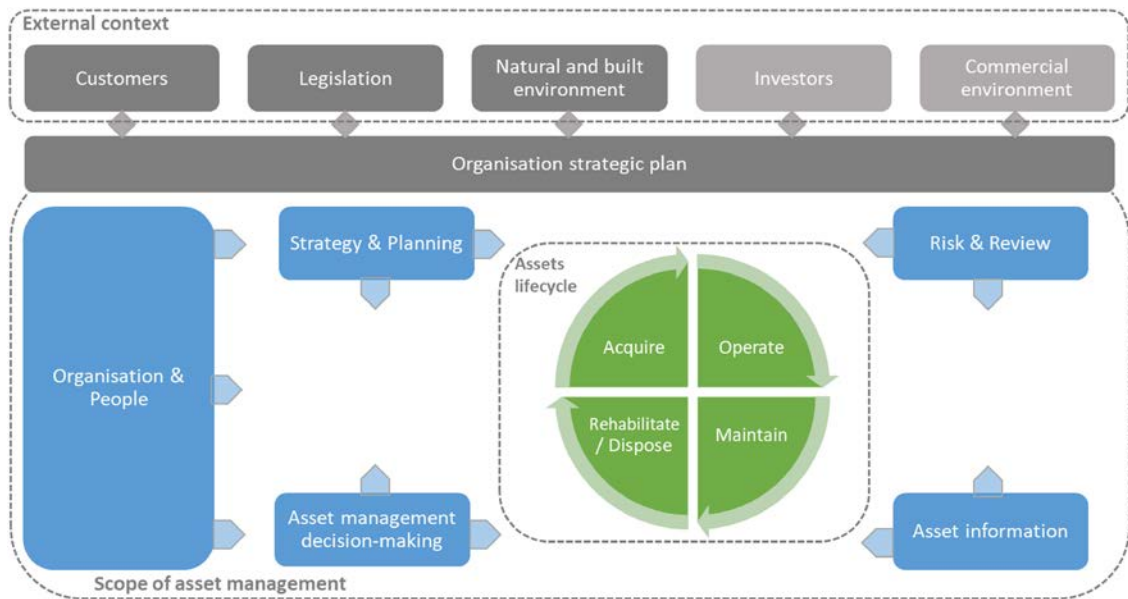 External context
Customers
Legislation
Natural and built
environment
Investors
Commercial
environment
Organisation strategic plan
Organisation &
People
Strategy & Planning
Risk & Review
Assets
lifecycle
Acquire
Operate
Rehabilitate
/ Dispose
Maintain
Asset management
decision-making
Asset information
Scope of asset management